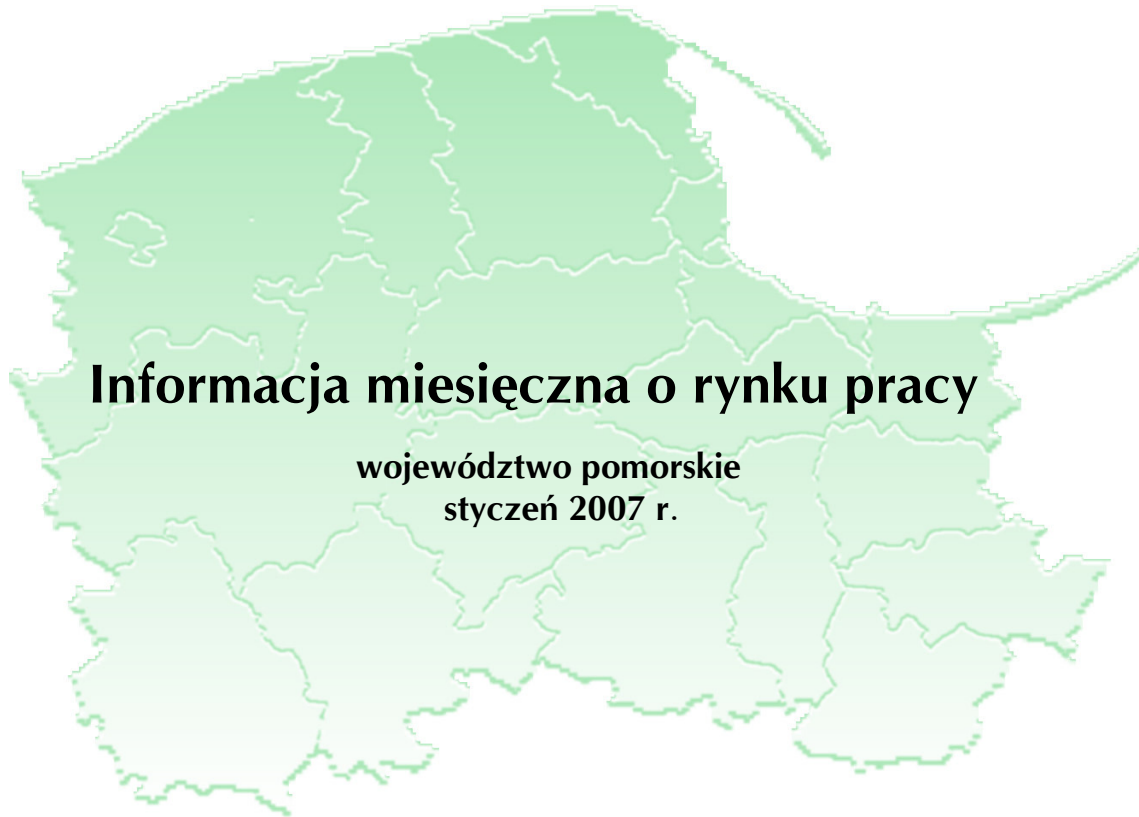 Informacja miesięczna o rynku pracy
województwo pomorskie
styczeń 2007 r.